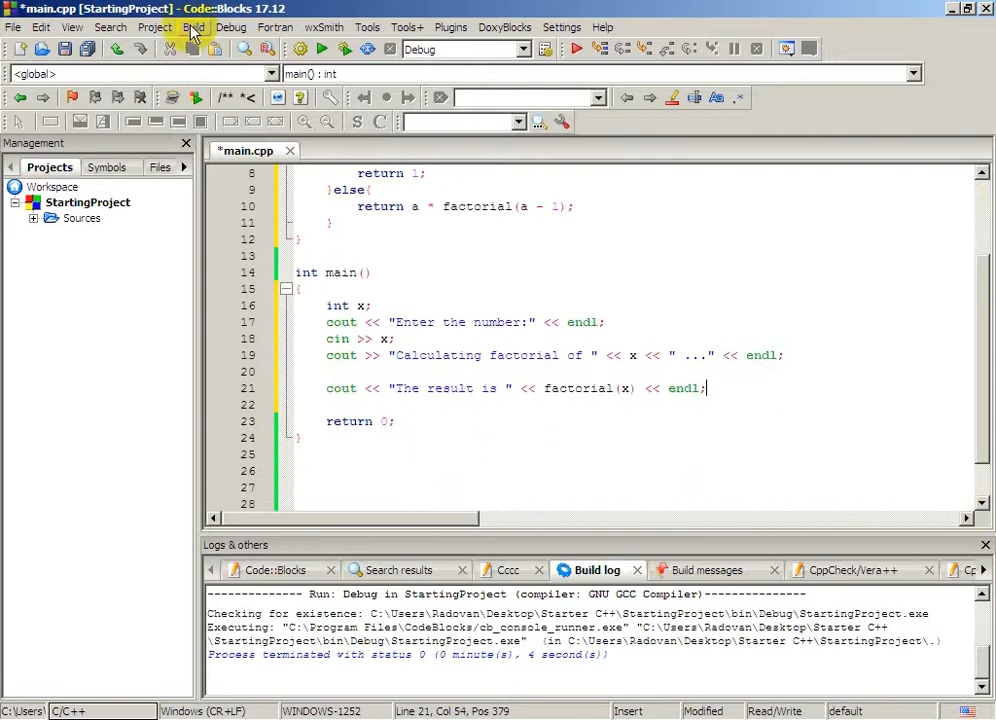 *main.cpp [StartingProject] - Code::Blocks 17.12
File Edit View Search Project Build Debug Fortran wxSmith Tools Tools+ Plugins DoxyBlocks Settings Help
Debug
<global> main() : int
/** *<
S C
Management
*main.cpp
Projects Symbols Files
Workspace
StartingProject
Sources
8 return 1;
9 }else{
10 return a * factorial(a - 1);
11 }
12 }
13
14 int main()
15 {
16 int x;
17 cout << "Enter the number:" << endl;
18 cin >> x;
19 cout >> "Calculating factorial of " << x << " ..." << endl;
20
21 cout << "The result is " << factorial(x) << endl;
22
23 return 0;
24 }
25
26
27
28
Logs & others
Code::Blocks Search results Cccc Build log Build messages CppCheck/Vera++ Cp
-------------- Run: Debug in StartingProject (compiler: GNU GCC Compiler)---------------
Checking for existence: C:\Users\Radovan\Desktop\Starter C++\StartingProject\bin\Debug\StartingProject.exe
Executing: "C:\Program Files\CodeBlocks/cb_console_runner.exe" "C:\Users\Radovan\Desktop\Starter C++
\StartingProject\bin\Debug\StartingProject.exe" (in C:\Users\Radovan\Desktop\Starter C++\StartingProject\.)
Process terminated with status 0 (0 minute(s), 4 second(s))
C:\Users\ C/C++ Windows (CR+LF) WINDOWS-1252 Line 21, Col 54, Pos 379 Insert Modified Read/Write default